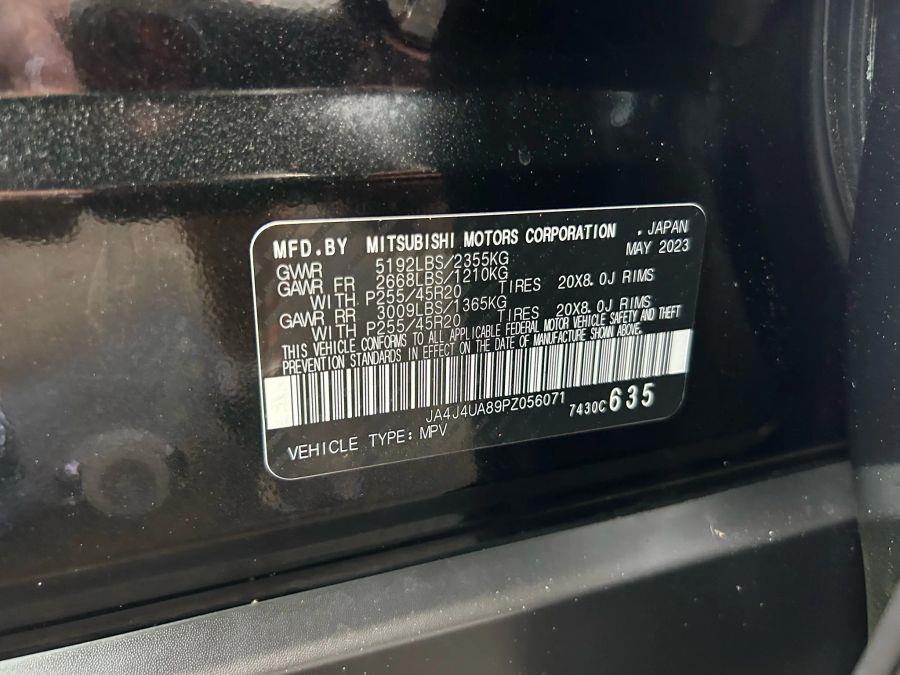 MFD.BY MITSUBISHI MOTORS CORPORATION , JAPAN
MAY 2023
GVWR 5192LBS/2355KG
GAWR FR 2668LBS/1210KG
WITH P255/45R20 TIRES 20X8.0J RIMS
GAWR RR 3009LBS/1365KG
WITH P255/45R20 TIRES 20X8.0J RIMS
THIS VEHICLE CONFORMS TO ALL APPLICABLE FEDERAL MOTOR VEHICLE SAFETY AND THEFT
PREVENTION STANDARDS IN EFFECT ON THE DATE OF MANUFACTURE SHOWN ABOVE.
JA4J4UA89PZ056071 7430C635
VEHICLE TYPE: MPV